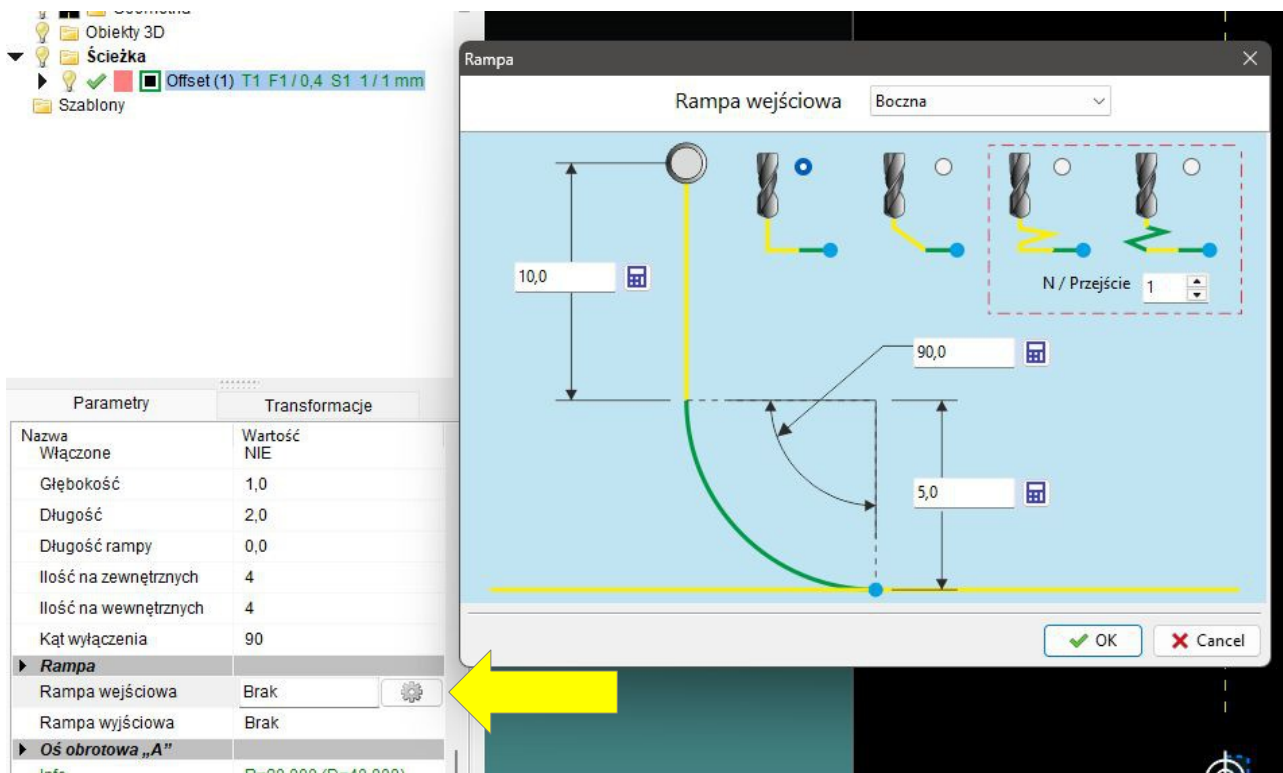 Geometria
Obiekty 3D
Ścieżka
Offset (1) T1 F1 / 0,4 S1 1 / 1 mm
Szablony
Parametry Transformacje
Nazwa Wartość
Włączone NIE
Głębokość 1,0
Długość 2,0
Długość rampy 0,0
Ilość na zewnętrznych 4
Ilość na wewnętrznych 4
Kąt wyłączenia 90
Rampa
Rampa wejściowa Brak
Rampa wyjściowa Brak
Oś obrotowa „A”
Rampa
Rampa wejściowa Boczna
10,0
N / Przejście 1
90,0
5,0
OK Cancel